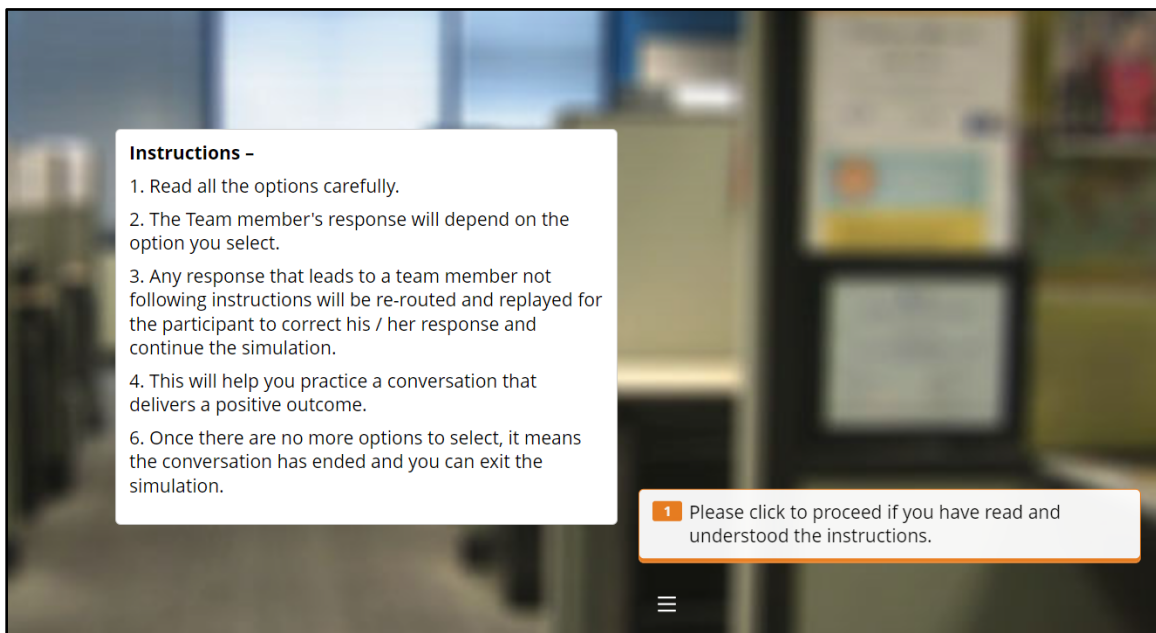 Instructions –
1. Read all the options carefully.
2. The Team member's response will depend on the
option you select.
3. Any response that leads to a team member not
following instructions will be re-routed and replayed for
the participant to correct his / her response and
continue the simulation.
4. This will help you practice a conversation that
delivers a positive outcome.
6. Once there are no more options to select, it means
the conversation has ended and you can exit the
simulation.
1 Please click to proceed if you have read and
understood the instructions.